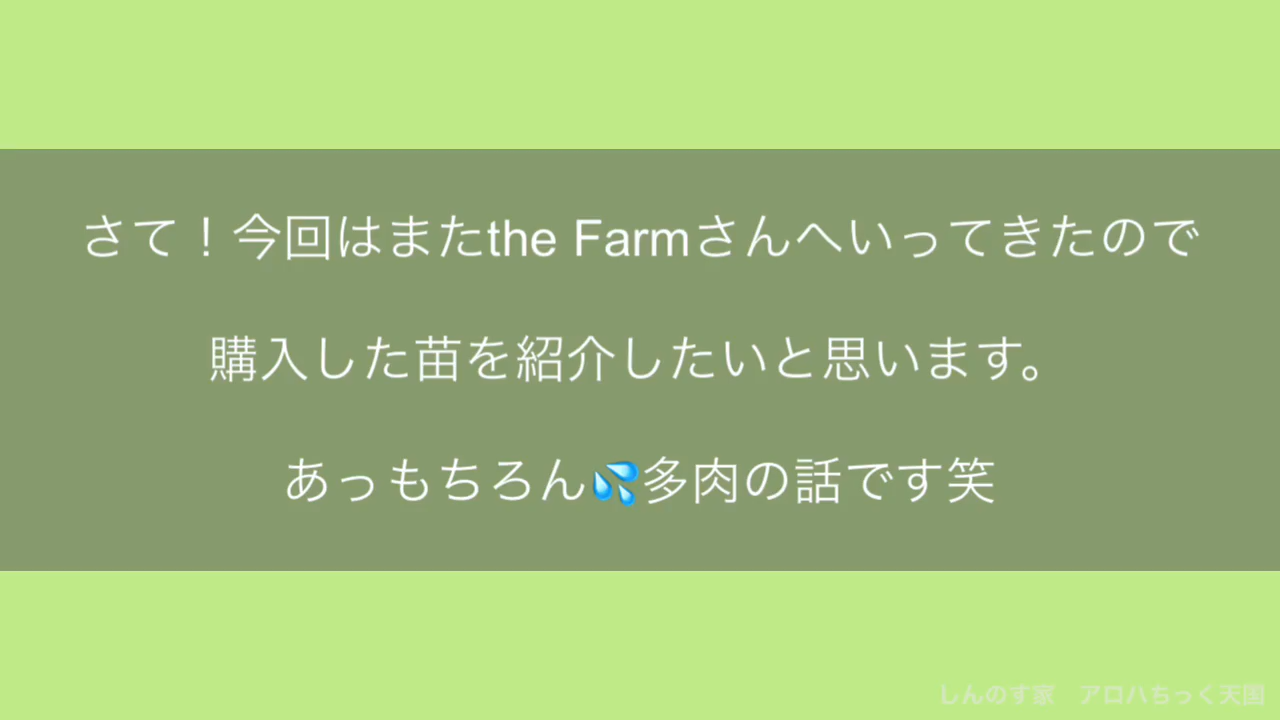 さて！今回はまたthe Farmさんへいってきたので
購入した苗を紹介したいと思います。
あっもちろん💦多肉の話です笑
しんのす家　アロハちっく天国